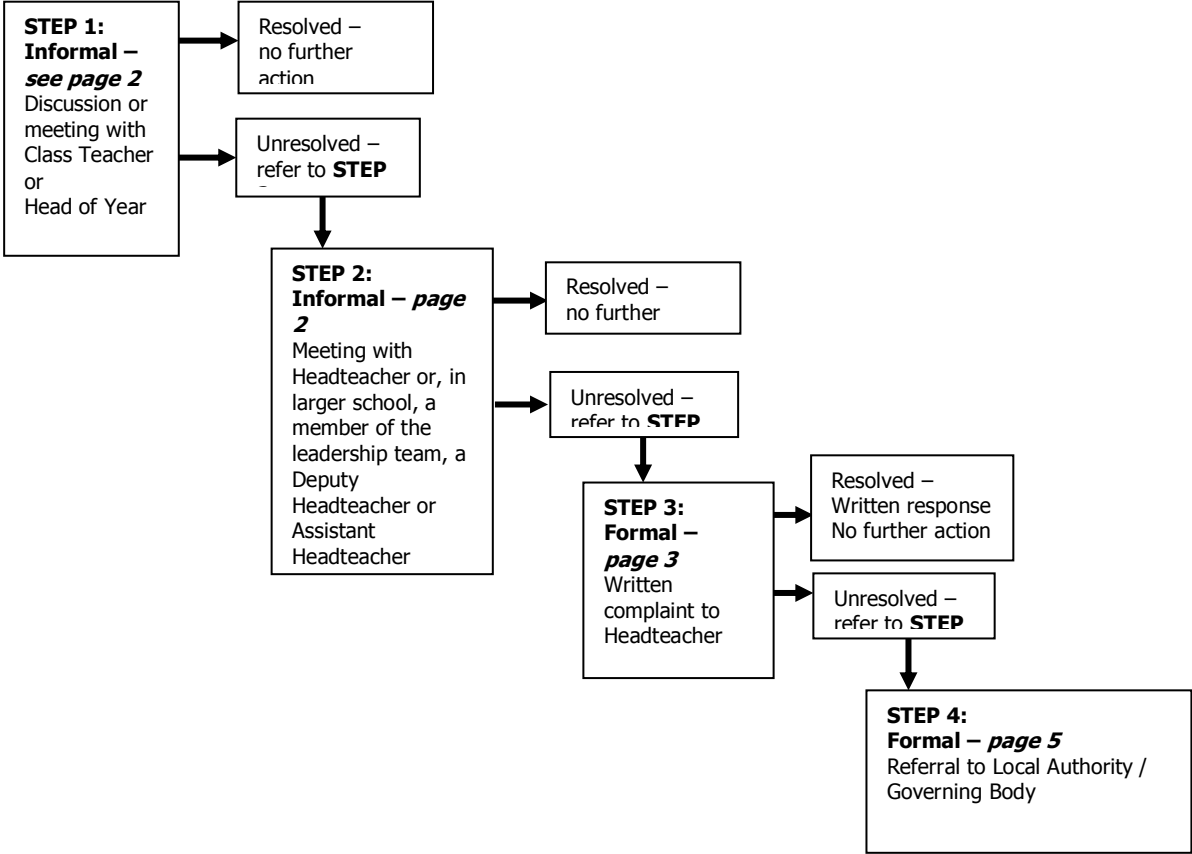 STEP 1:
Informal –
see page 2
Discussion or
meeting with
Class Teacher
or
Head of Year
Resolved –
no further
action
Unresolved –
refer to STEP
STEP 2:
Informal – page
2
Meeting with
Headteacher or, in
larger school, a
member of the
leadership team, a
Deputy
Headteacher or
Assistant
Headteacher
Resolved –
no further
Unresolved –
refer to STEP
STEP 3:
Formal –
page 3
Written
complaint to
Headteacher
Resolved –
Written response
No further action
Unresolved –
refer to STEP
STEP 4:
Formal – page 5
Referral to Local Authority /
Governing Body